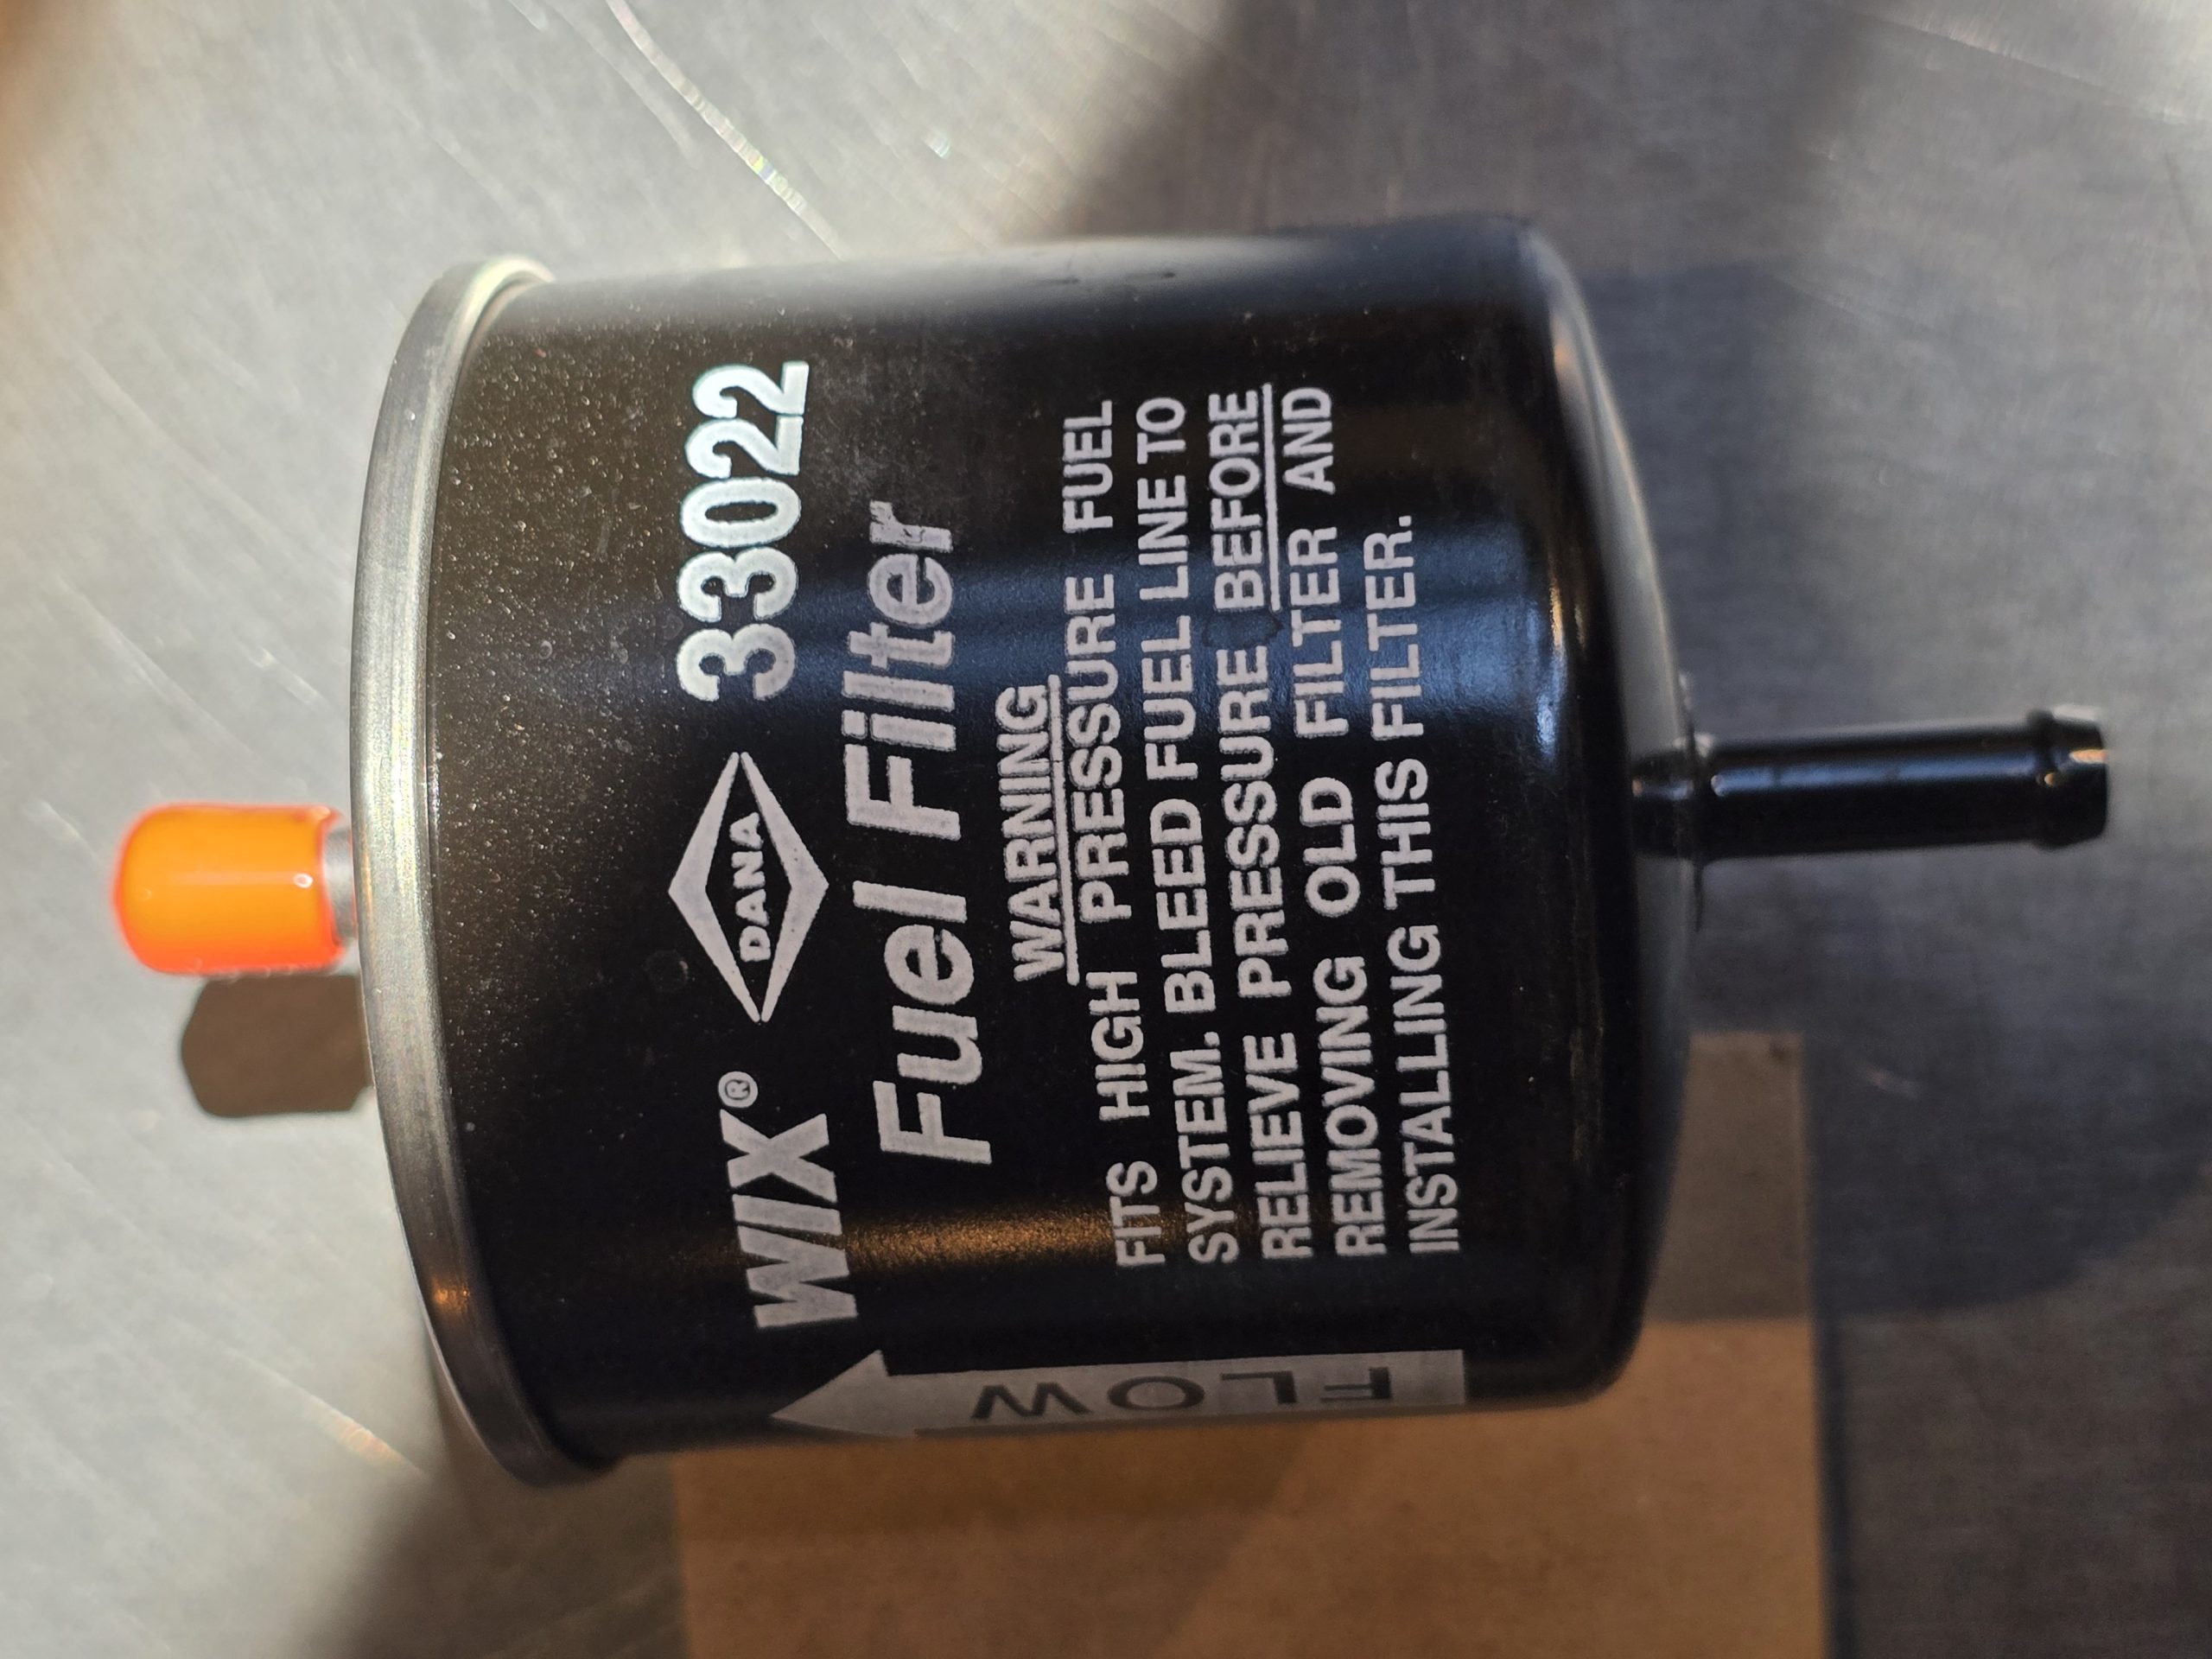 WIX® DANA 33022
Fuel Filter
WARNING
FITS HIGH PRESSURE FUEL
SYSTEM. BLEED FUEL LINE TO
RELIEVE PRESSURE BEFORE
REMOVING OLD FILTER AND
INSTALLING THIS FILTER.
FLOW